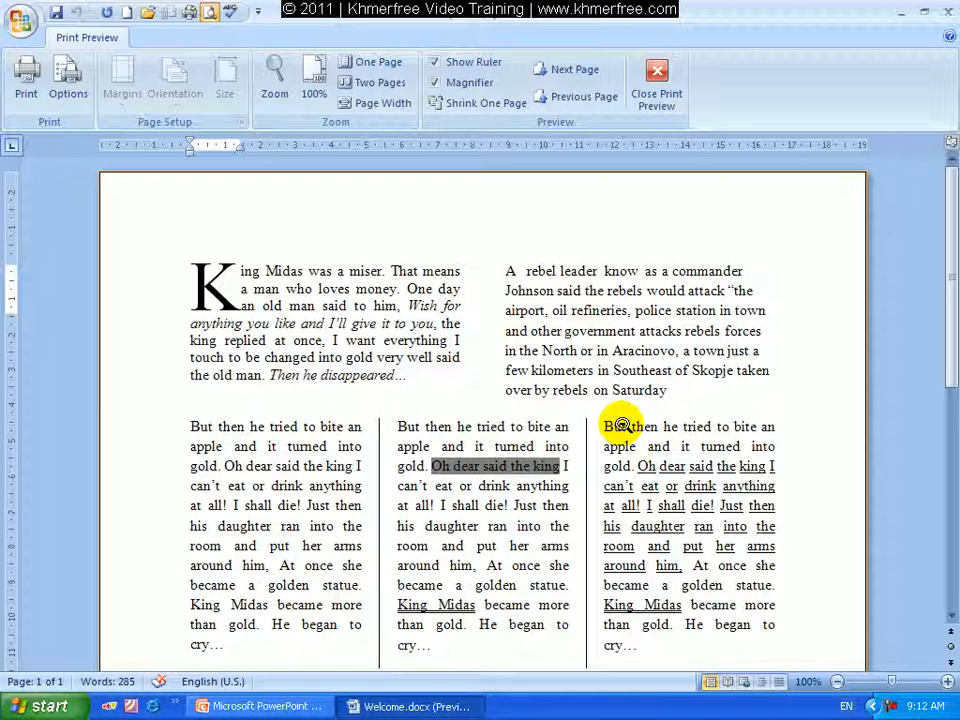 © 2011 | Khmerfree Video Training | www.khmerfree.com
Print Preview
Print
Options
Margins
Orientation
Size
Zoom
100%
One Page
Two Pages
Page Width
Show Ruler
Magnifier
Shrink One Page
Next Page
Previous Page
Close Print
Preview
Print
Page Setup
Zoom
Preview
King Midas was a miser. That means
a man who loves money. One day
an old man said to him, Wish for
anything you like and I'll give it to you, the
king replied at once, I want everything I
touch to be changed into gold very well said
the old man. Then he disappeared…
A rebel leader know as a commander
Johnson said the rebels would attack “the
airport, oil refineries, police station in town
and other government attacks rebels forces
in the North or in Aracinovo, a town just a
few kilometers in Southeast of Skopje taken
over by rebels on Saturday
But then he tried to bite an
apple and it turned into
gold. Oh dear said the king I
can't eat or drink anything
at all! I shall die! Just then
his daughter ran into the
room and put her arms
around him, At once she
became a golden statue.
King Midas became more
than gold. He began to
cry…
But then he tried to bite an
apple and it turned into
gold. Oh dear said the king I
can't eat or drink anything
at all! I shall die! Just then
his daughter ran into the
room and put her arms
around him, At once she
became a golden statue.
King Midas became more
than gold. He began to
cry…
But then he tried to bite an
apple and it turned into
gold. Oh dear said the king I
can't eat or drink anything
at all! I shall die! Just then
his daughter ran into the
room and put her arms
around him, At once she
became a golden statue.
King Midas became more
than gold. He began to
cry…
Page: 1 of 1
Words: 285
English (U.S.)
100%
start
Microsoft PowerPoint ...
Welcome.docx (Previ...
EN
9:12 AM